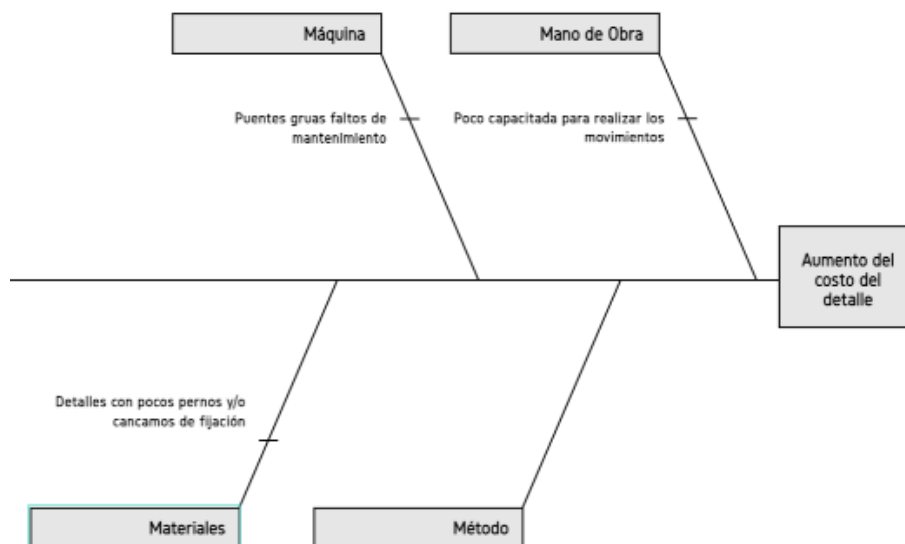 Máquina
Mano de Obra
Puentes gruas faltos de
mantenimiento
Poco capacitada para realizar los
movimientos
Aumento del
costo del
detalle
Detalles con pocos pernos y/o
cancamos de fijación
Materiales
Método